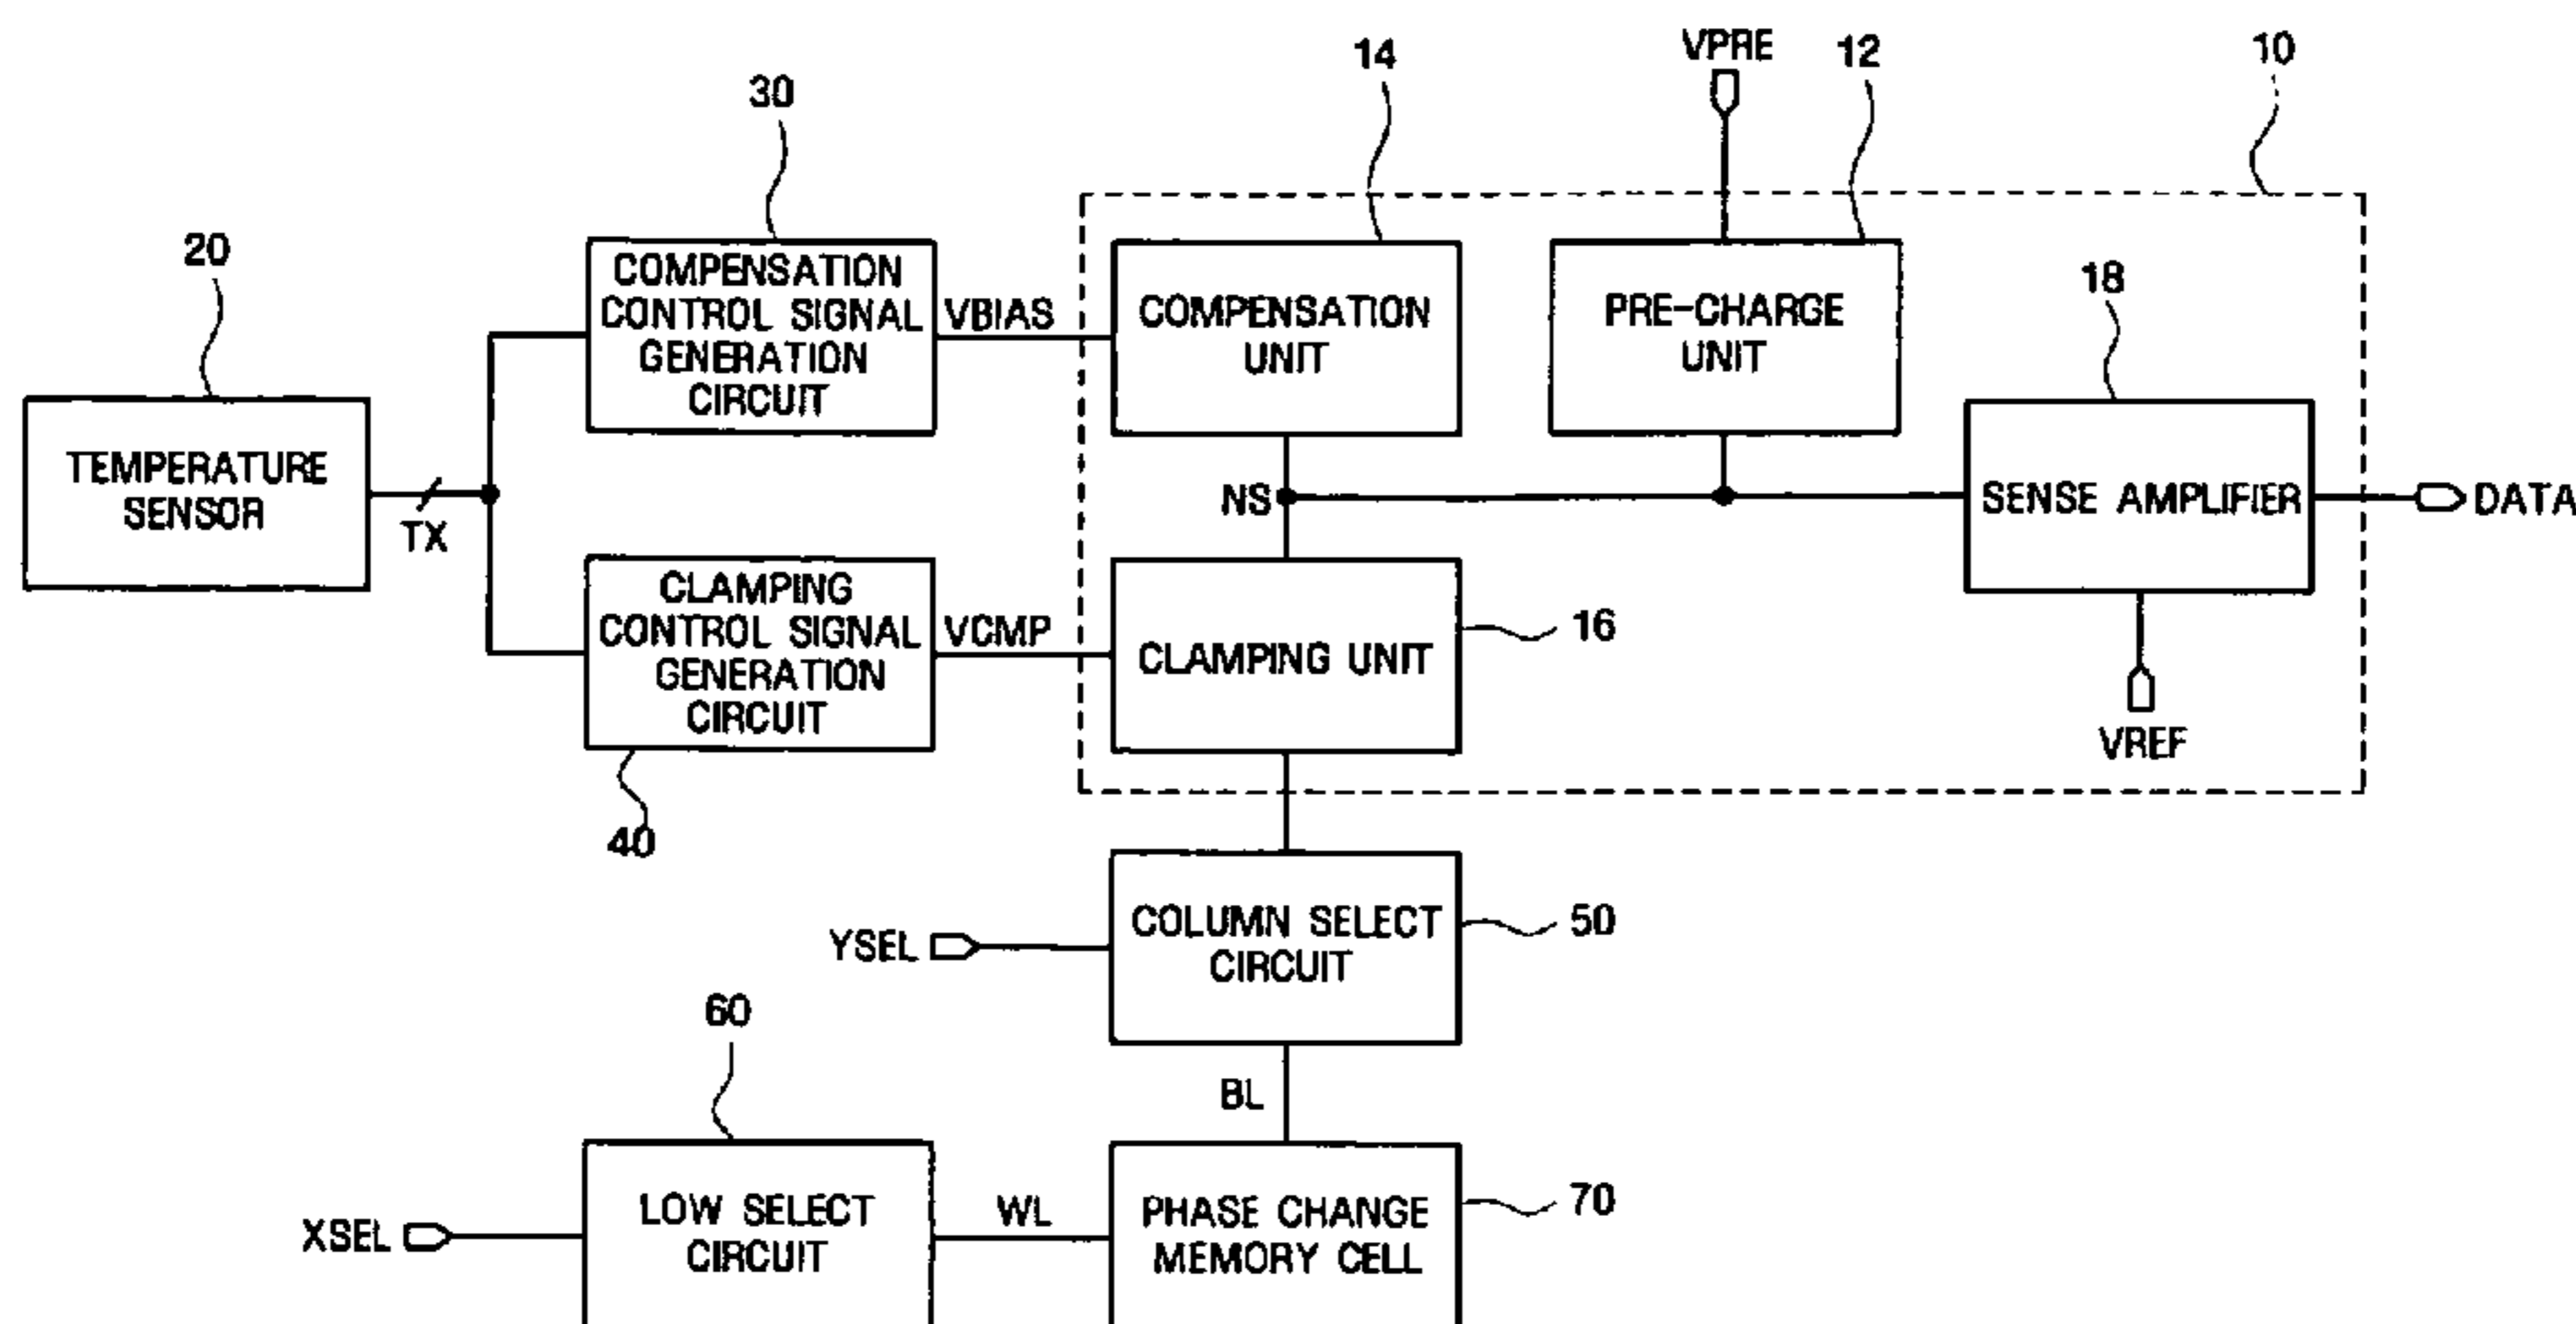 VPRE
14
12
10
30
20
18
COMPENSATION
CONTROL SIGNAL
GENERATION
CIRCUIT
VBIAS
COMPENSATION
UNIT
PRE-CHARGE
UNIT
TEMPERATURE
SENSOR
TX
NS
SENSE AMPLIFIER
DATA
CLAMPING
CONTROL SIGNAL
GENERATION
CIRCUIT
VCMP
CLAMPING UNIT
16
VREF
40
YSEL
COLUMN SELECT
CIRCUIT
50
60
BL
XSEL
LOW SELECT
CIRCUIT
WL
PHASE CHANGE
MEMORY CELL
70